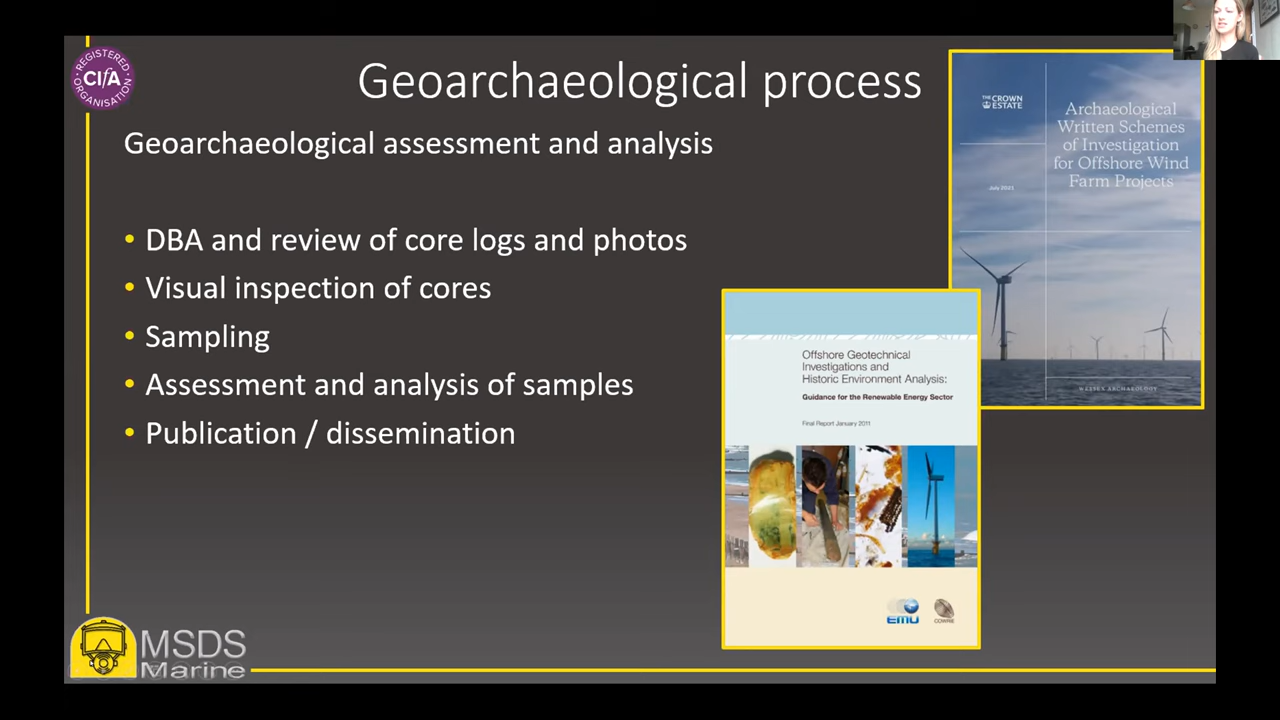 REGISTERED
CIfA
ORGANISATION
Geoarchaeological process
Geoarchaeological assessment and analysis
• DBA and review of core logs and photos
• Visual inspection of cores
• Sampling
• Assessment and analysis of samples
• Publication / dissemination
THE CROWN
ESTATE
Archaeological
Written Schemes
of Investigation
for Offshore Wind
Farm Projects
July 2021
WESSEX ARCHAEOLOGY
Offshore Geotechnical
Investigations and
Historic Environment Analysis:
Guidance for the Renewable Energy Sector
Final Report January 2011
EMU
COWRIE
MSDS
Marine